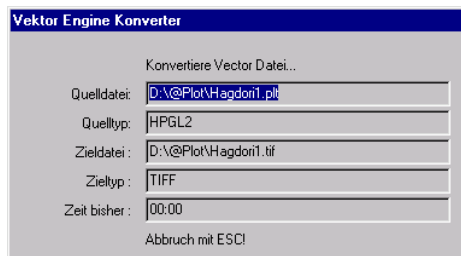 Vektor Engine Konverter
Konvertiere Vector Datei...
Quelldatei: D:\@Plot\Hagdori1.plt
Quelltyp: HPGL2
Zieldatei : D:\@Plot\Hagdori1.tif
Zieltyp : TIFF
Zeit bisher : 00:00
Abbruch mit ESC!